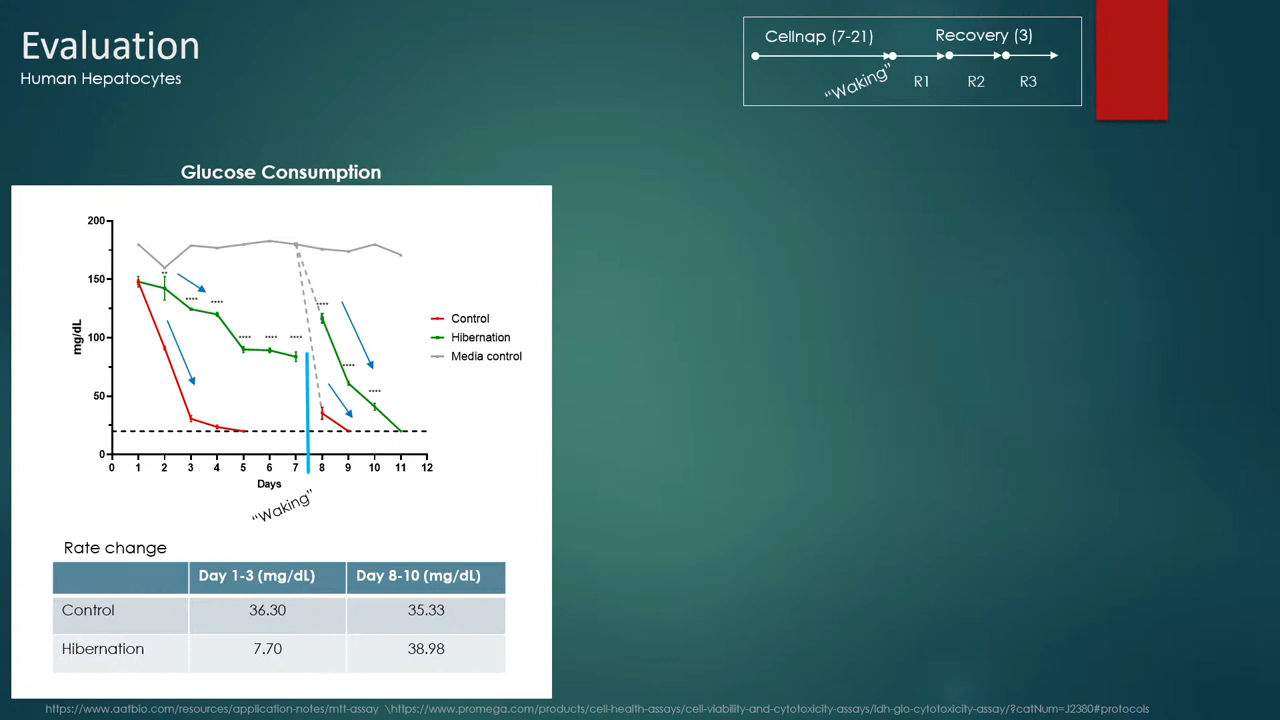 Evaluation
Human Hepatocytes
Cellnap (7-21)
Recovery (3)
"Waking"
R1
R2
R3
Glucose Consumption
200
150
100
50
0
mg/dL
**
****
****
****
****
****
****
****
****
Control
Hibernation
Media control
0 1 2 3 4 5 6 7 8 9 10 11 12
Days
"Waking"
Rate change
Day 1-3 (mg/dL) Day 8-10 (mg/dL)
Control 36.30 35.33
Hibernation 7.70 38.98
https://www.aatbio.com/resources/application-notes/mtt-assay \https://www.promega.com/products/cell-health-assays/cell-viability-and-cytotoxicity-assays/ldh-glo-cytotoxicity-assay/?catNum=J2380#protocols